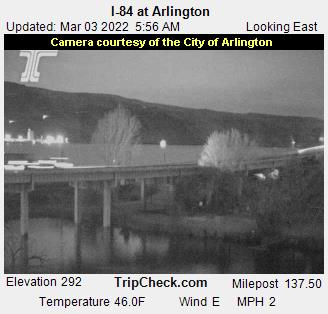 I-84 at Arlington
Updated: Mar 03 2022 5:56 AM Looking East
Camera courtesy of the City of Arlington
Elevation 292 TripCheck.com Milepost 137.50
Temperature 46.0F Wind E MPH 2